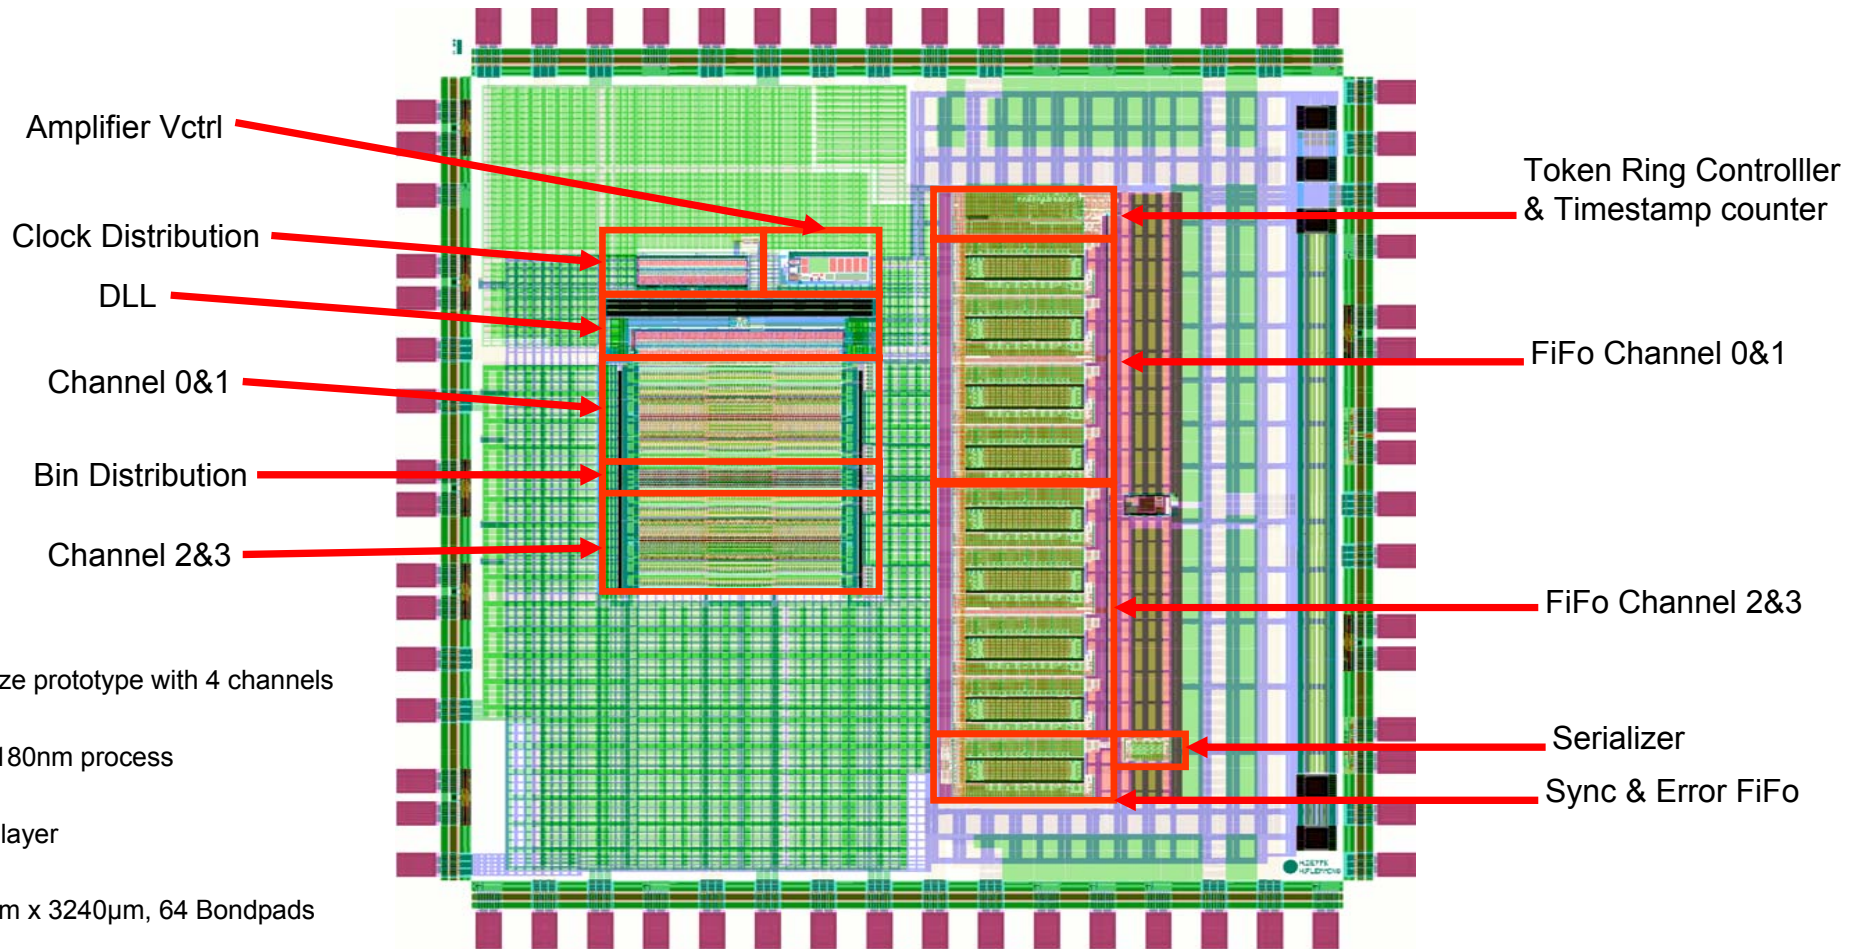 Amplifier Vctrl
Clock Distribution
DLL
Channel 0&1
Bin Distribution
Channel 2&3
ze prototype with 4 channels
180nm process
layer
m x 3240µm, 64 Bondpads
Token Ring Controlller
& Timestamp counter
FiFo Channel 0&1
FiFo Channel 2&3
Serializer
Sync & Error FiFo